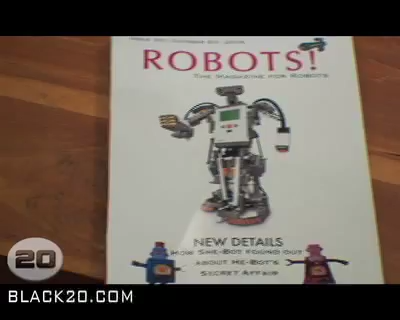 ROBOTS!
THE MAGAZINE FOR ROBOTS
NEW DETAILS
HOW SHE-BOT FOUND OUT
ABOUT HE-BOT'S
SECRET AFFAIR
20
BLACK20.COM